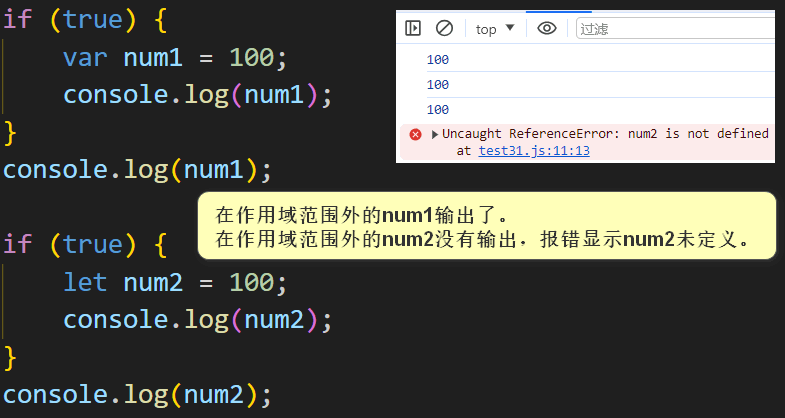 if (true) {
    var num1 = 100;
    console.log(num1);
}
console.log(num1);
top
过滤
100
100
100
Uncaught ReferenceError: num2 is not defined
at test31.js:11:13
在作用域范围外的num1输出了。
在作用域范围外的num2没有输出，报错显示num2未定义。
if (true) {
    let num2 = 100;
    console.log(num2);
}
console.log(num2);